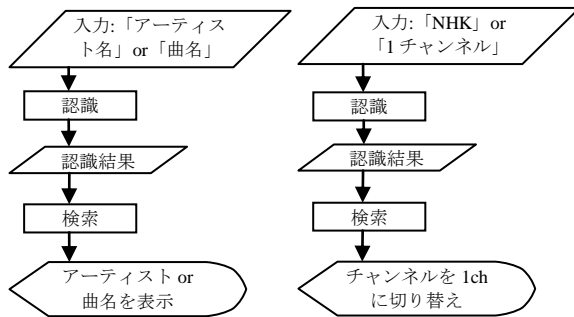 入力:「アーティス
ト名」or「曲名」
認識
認識結果
検索
アーティスト or
曲名を表示
入力:「NHK」or
「1 チャンネル」
認識
認識結果
検索
チャンネルを 1ch
に切り替え